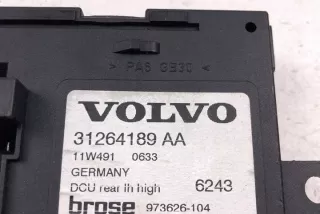 > PA6 GB30 <
VOLVO
31264189 AA
11W491 0633
GERMANY
DCU rear lh high 6243
brose 973626-104